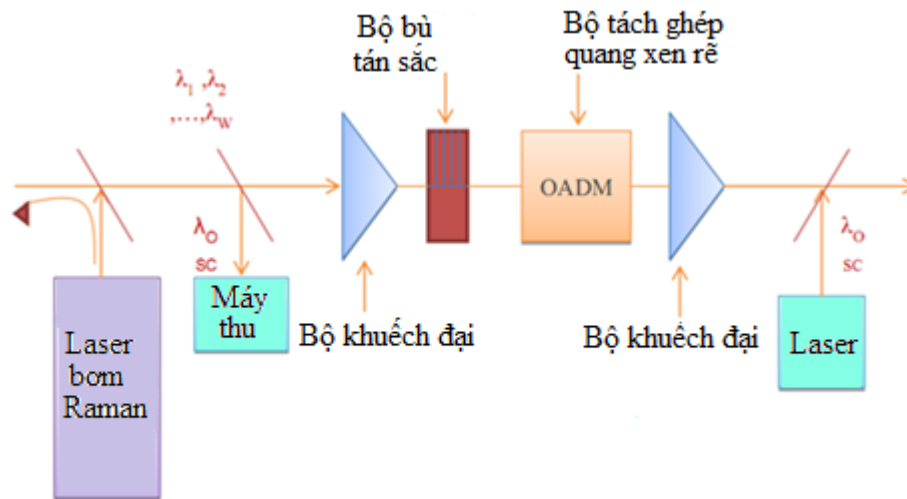 Bộ bù
tán sắc
Bộ tách ghép
quang xen rẽ
λ1 ,λ2
,...,λW
OADM
λO
SC
λO
SC
Máy
thu
Bộ khuếch đại
Bộ khuếch đại
Laser
Laser
bơm
Raman